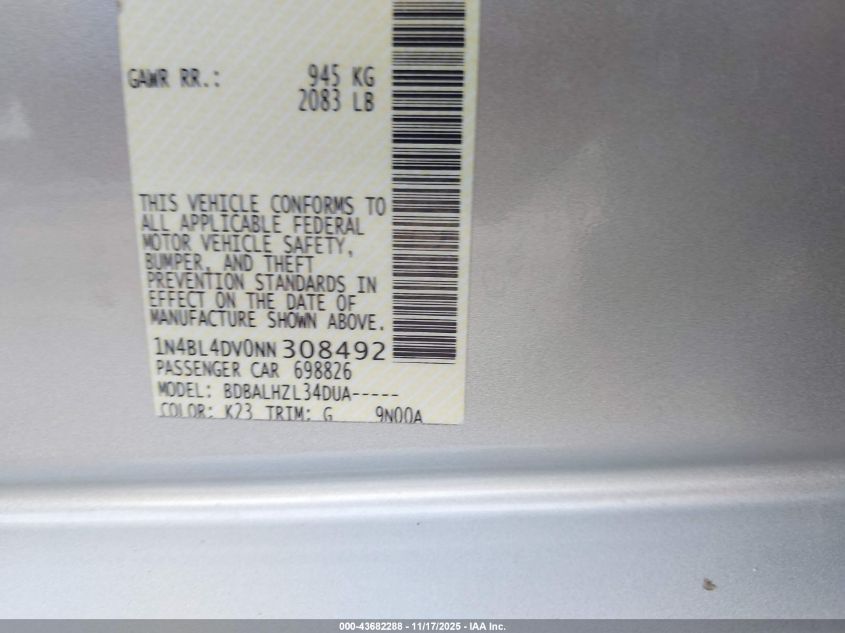 GAWR RR.: 945 KG
2083 LB
THIS VEHICLE CONFORMS TO
ALL APPLICABLE FEDERAL
MOTOR VEHICLE SAFETY,
BUMPER, AND THEFT
PREVENTION STANDARDS IN
EFFECT ON THE DATE OF
MANUFACTURE SHOWN ABOVE.
1N4BL4DV0NN308492
PASSENGER CAR 698826
MODEL: BDBALHZL34DUA-----
COLOR: K23 TRIM: G 9N00A
000-43682288 - 11/17/2025 - IAA Inc.